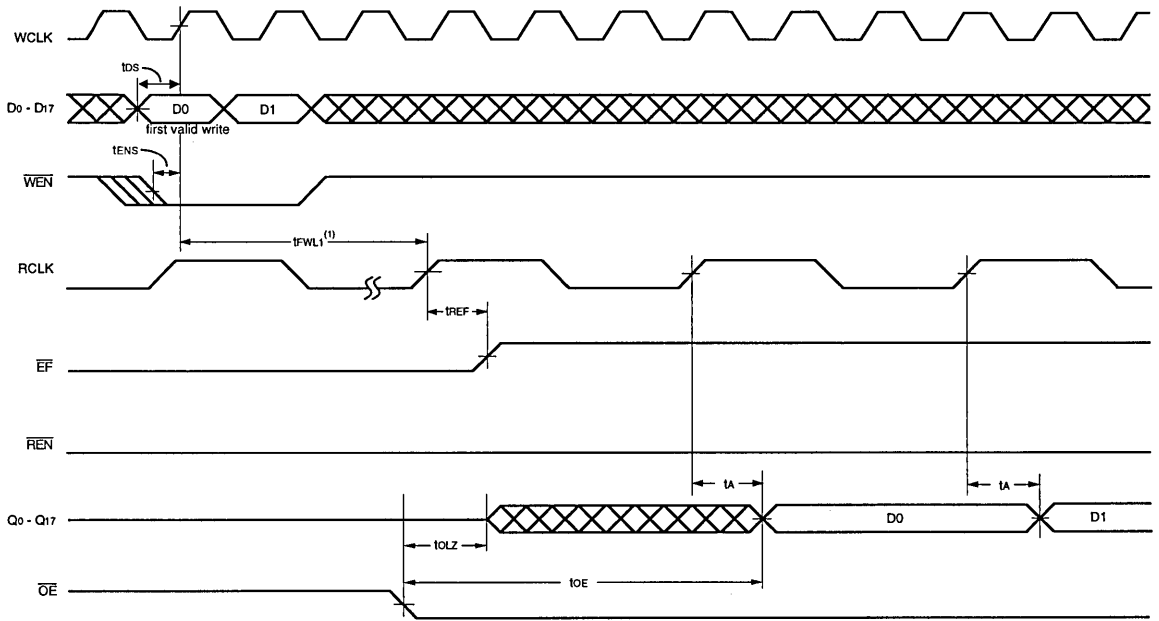 WCLK
tDS
D0 - D17
D0
D1
first valid write
tENS
WEN
tFWL1(1)
RCLK
tREF
EF
REN
tA
tA
Q0 - Q17
D0
D1
tOLZ
tOE
OE